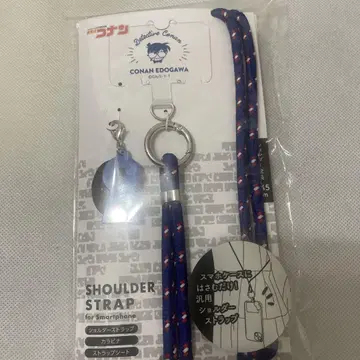 名探偵コナン
Detective Conan
CONAN EDOGAWA
SHOULDER
STRAP
for Smartphone
ショルダーストラップ
カラビナ
ストラップシート
スマホケースに
はさむだけ!
汎用
ショルダー
ストラップ